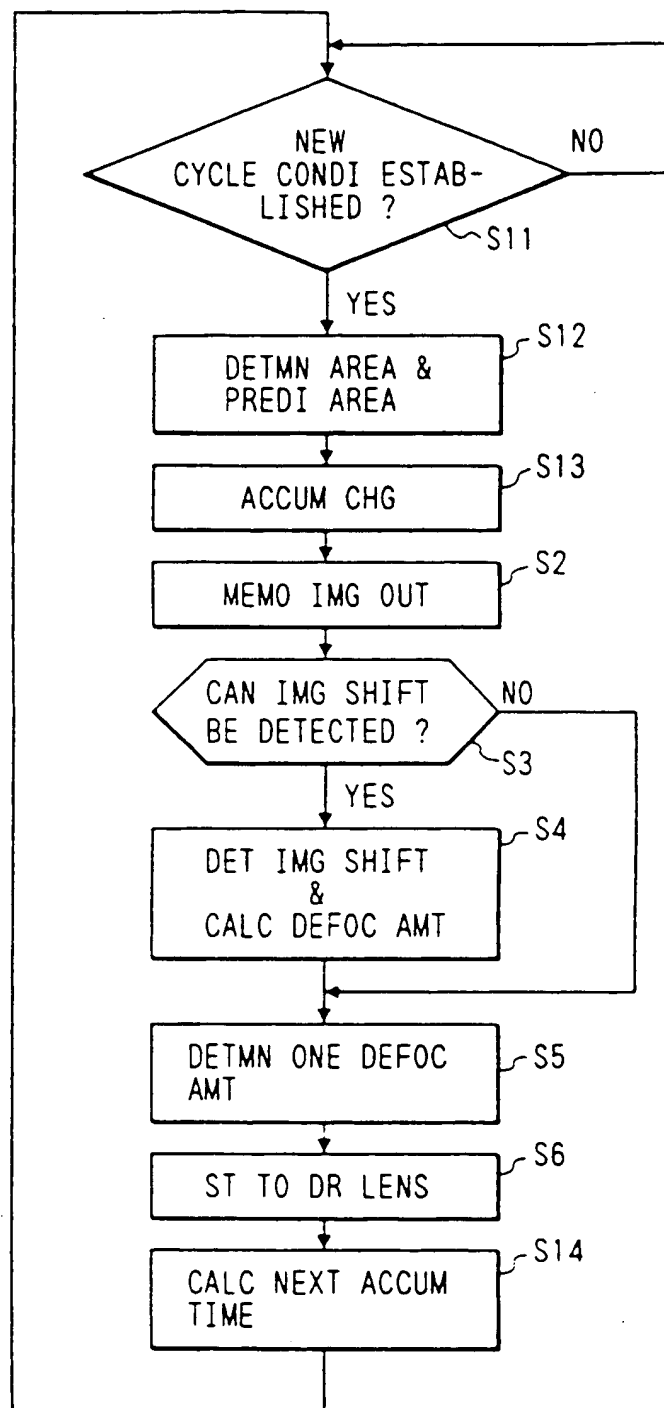 NEW
CYCLE CONDI ESTAB-
LISHED ?
NO
S11
YES
S12
DETMN AREA &
PREDI AREA
S13
ACCUM CHG
S2
MEMO IMG OUT
CAN IMG SHIFT
BE DETECTED ?
NO
S3
YES
S4
DET IMG SHIFT
&
CALC DEFOC AMT
DETMN ONE DEFOC
AMT
S5
S6
ST TO DR LENS
S14
CALC NEXT ACCUM
TIME